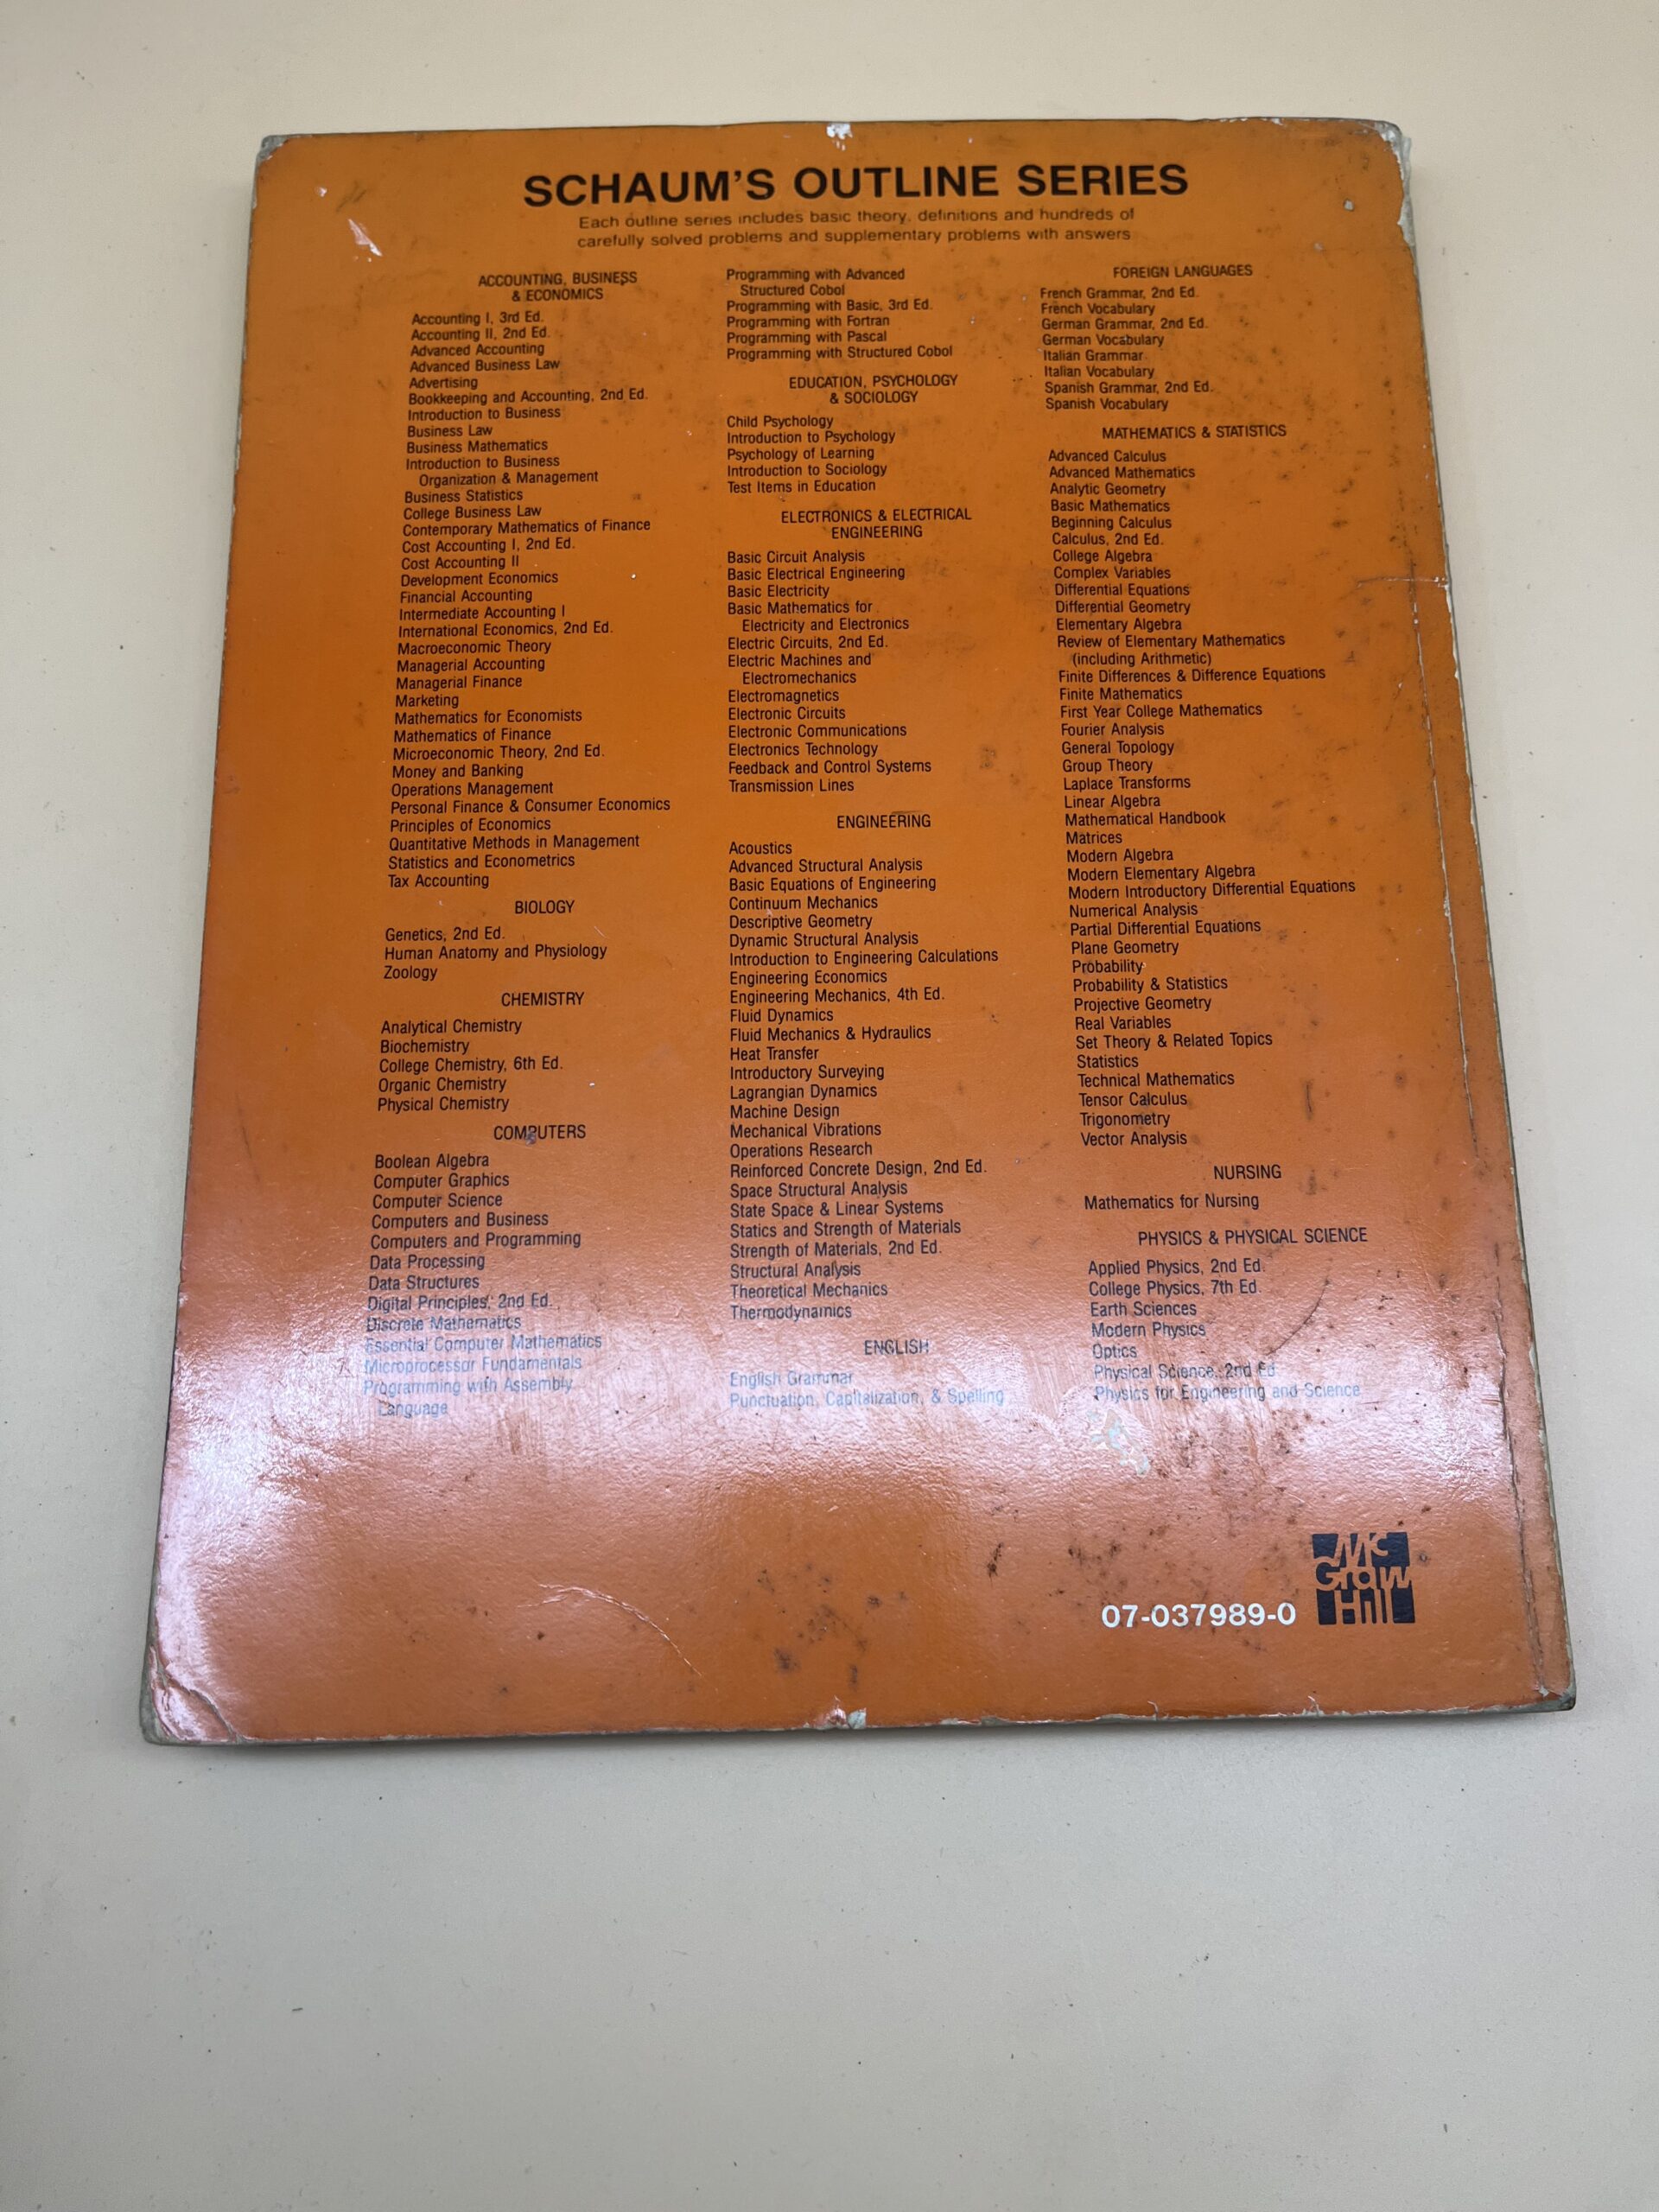 SCHAUM'S OUTLINE SERIES
Each outline series includes basic theory, definitions and hundreds of
carefully solved problems and supplementary problems with answers
ACCOUNTING, BUSINESS
& ECONOMICS
Accounting I, 3rd Ed.
Accounting II, 2nd Ed.
Advanced Accounting
Advanced Business Law
Advertising
Bookkeeping and Accounting, 2nd Ed.
Introduction to Business
Business Law
Business Mathematics
Introduction to Business
Organization & Management
Business Statistics
College Business Law
Contemporary Mathematics of Finance
Cost Accounting I, 2nd Ed.
Cost Accounting II
Development Economics
Financial Accounting
Intermediate Accounting I
International Economics, 2nd Ed.
Macroeconomic Theory
Managerial Accounting
Managerial Finance
Marketing
Mathematics for Economists
Mathematics of Finance
Microeconomic Theory, 2nd Ed.
Money and Banking
Operations Management
Personal Finance & Consumer Economics
Principles of Economics
Quantitative Methods in Management
Statistics and Econometrics
Tax Accounting
BIOLOGY
Genetics, 2nd Ed.
Human Anatomy and Physiology
Zoology
CHEMISTRY
Analytical Chemistry
Biochemistry
College Chemistry, 6th Ed.
Organic Chemistry
Physical Chemistry
COMPUTERS
Boolean Algebra
Computer Graphics
Computer Science
Computers and Business
Computers and Programming
Data Processing
Data Structures
Digital Principles, 2nd Ed.
Discrete Mathematics
Essential Computer Mathematics
Microprocessor Fundamentals
Programming with Assembly
Language
Programming with Advanced
Structured Cobol
Programming with Basic, 3rd Ed.
Programming with Fortran
Programming with Pascal
Programming with Structured Cobol
EDUCATION, PSYCHOLOGY
& SOCIOLOGY
Child Psychology
Introduction to Psychology
Psychology of Learning
Introduction to Sociology
Test Items in Education
ELECTRONICS & ELECTRICAL
ENGINEERING
Basic Circuit Analysis
Basic Electrical Engineering
Basic Electricity
Basic Mathematics for
Electricity and Electronics
Electric Circuits, 2nd Ed.
Electric Machines and
Electromechanics
Electromagnetics
Electronic Circuits
Electronic Communications
Electronics Technology
Feedback and Control Systems
Transmission Lines
ENGINEERING
Acoustics
Advanced Structural Analysis
Basic Equations of Engineering
Continuum Mechanics
Descriptive Geometry
Dynamic Structural Analysis
Introduction to Engineering Calculations
Engineering Economics
Engineering Mechanics, 4th Ed.
Fluid Dynamics
Fluid Mechanics & Hydraulics
Heat Transfer
Introductory Surveying
Lagrangian Dynamics
Machine Design
Mechanical Vibrations
Operations Research
Reinforced Concrete Design, 2nd Ed.
Space Structural Analysis
State Space & Linear Systems
Statics and Strength of Materials
Strength of Materials, 2nd Ed.
Structural Analysis
Theoretical Mechanics
Thermodynamics
ENGLISH
English Grammar
Punctuation, Capitalization, & Spelling
FOREIGN LANGUAGES
French Grammar, 2nd Ed.
French Vocabulary
German Grammar, 2nd Ed.
German Vocabulary
Italian Grammar
Italian Vocabulary
Spanish Grammar, 2nd Ed.
Spanish Vocabulary
MATHEMATICS & STATISTICS
Advanced Calculus
Advanced Mathematics
Analytic Geometry
Basic Mathematics
Beginning Calculus
Calculus, 2nd Ed.
College Algebra
Complex Variables
Differential Equations
Differential Geometry
Elementary Algebra
Review of Elementary Mathematics
(including Arithmetic)
Finite Differences & Difference Equations
Finite Mathematics
First Year College Mathematics
Fourier Analysis
General Topology
Group Theory
Laplace Transforms
Linear Algebra
Mathematical Handbook
Matrices
Modern Algebra
Modern Elementary Algebra
Modern Introductory Differential Equations
Numerical Analysis
Partial Differential Equations
Plane Geometry
Probability
Probability & Statistics
Projective Geometry
Real Variables
Set Theory & Related Topics
Statistics
Technical Mathematics
Tensor Calculus
Trigonometry
Vector Analysis
NURSING
Mathematics for Nursing
PHYSICS & PHYSICAL SCIENCE
Applied Physics, 2nd Ed.
College Physics, 7th Ed.
Earth Sciences
Modern Physics
Optics
Physical Science, 2nd Ed.
Physics for Engineering and Science
07-037989-0
Mc
Graw
Hill